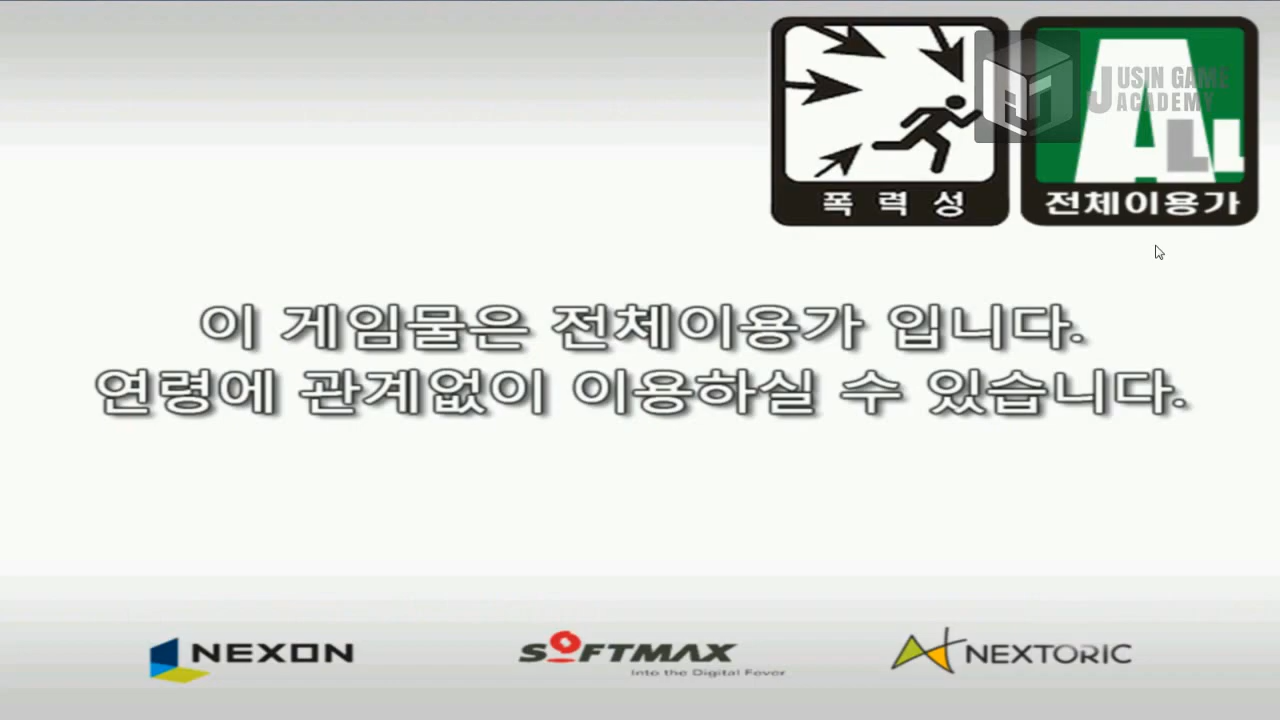 JUSIN GAME
ACADEMY
ALL
폭력성
전체이용가
이 게임물은 전체이용가 입니다.
연령에 관계없이 이용하실 수 있습니다.
NEXON
SOFTMAX
Into the Digital Fever
NEXTORIC